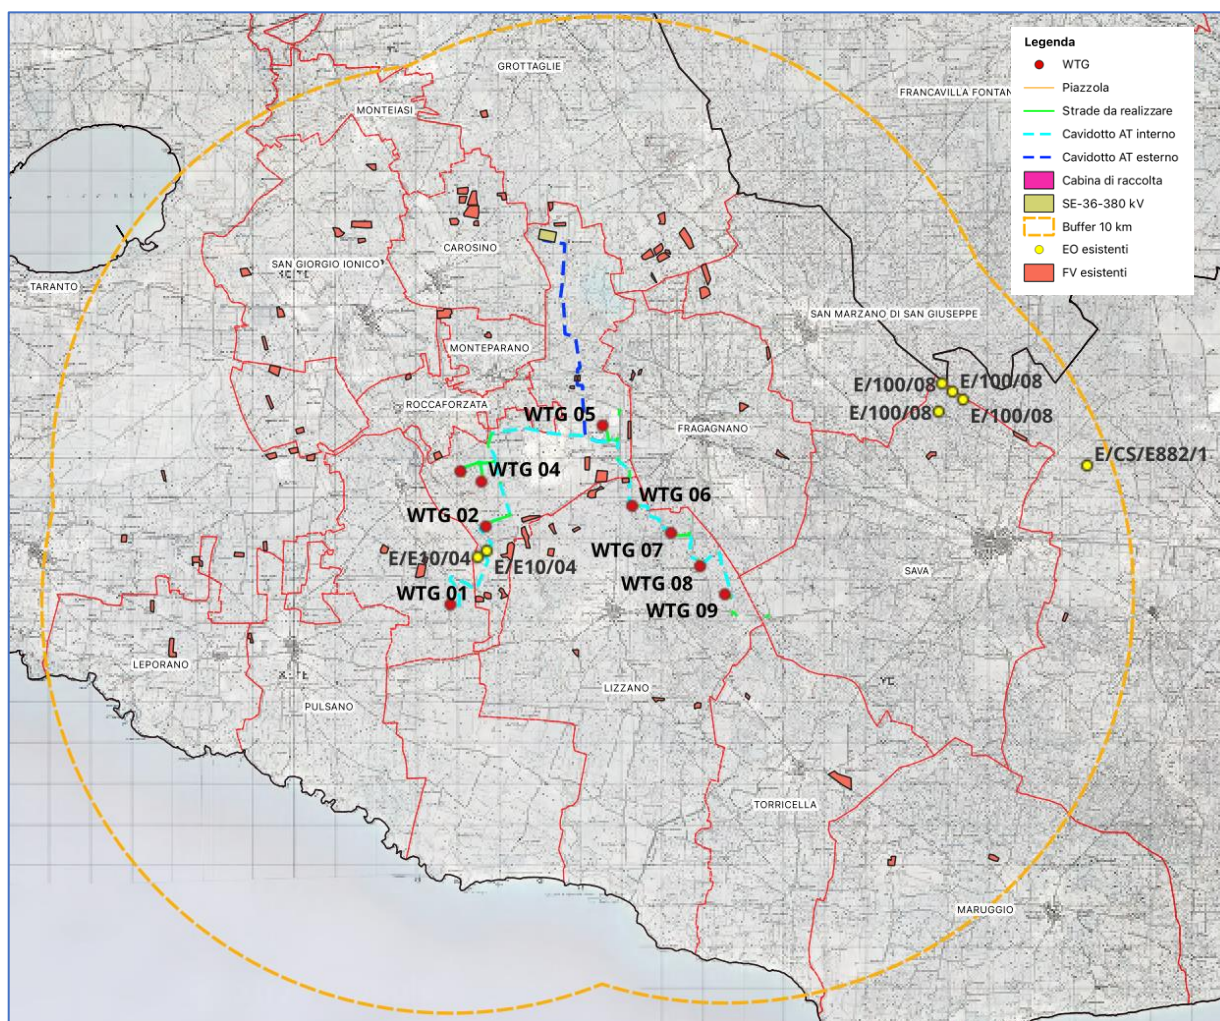 Legenda
WTG
Piazzola
Strade da realizzare
Cavidotto AT interno
Cavidotto AT esterno
Cabina di raccolta
SE-36-380 kV
Buffer 10 km
EO esistenti
FV esistenti
GROTTAGLIE
FRANCAVILLA FONTAN
MONTEIASI
CAROSINO
SAN GIORGIO IONICO
TARANTO
SAN MARZANO DI SAN GIUSEPPE
MONTEPARANO
E/100/08
E/100/08
ROCCAFORZATA
E/100/08
E/100/08
WTG 05
FRAGAGNANO
E/CS/E882/1
WTG 04
WTG 06
WTG 02
WTG 07
E/E10/04
E/E10/04
SAVA
WTG 08
WTG 01
WTG 09
LEPORANO
LIZZANO
PULSANO
TORRICELLA
MARUGGIO